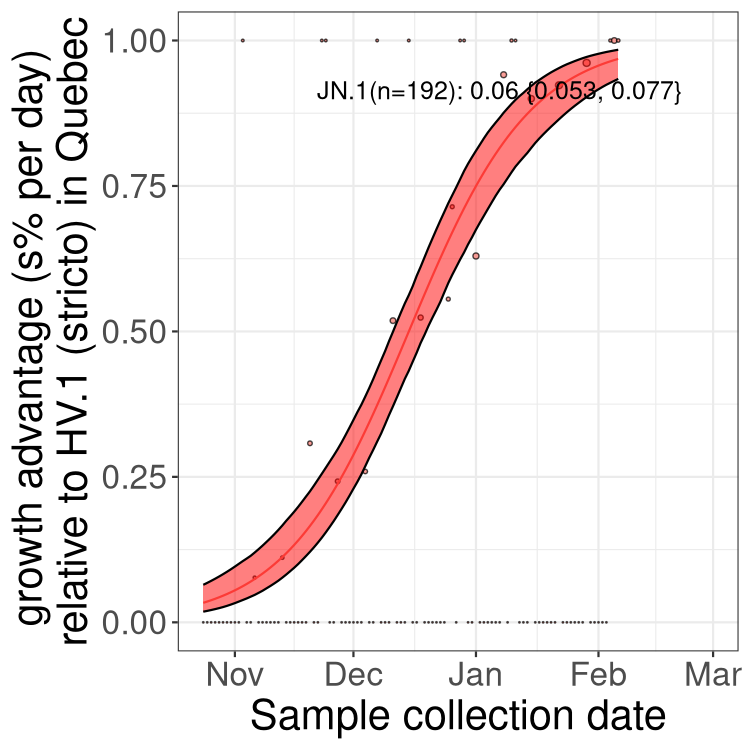 growth advantage (s% per day)
relative to HV.1 (stricto) in Quebec
1.00
JN.1(n=192): 0.06 {0.053, 0.077}
0.75
0.50
0.25
0.00
Nov Dec Jan Feb Mar
Sample collection date